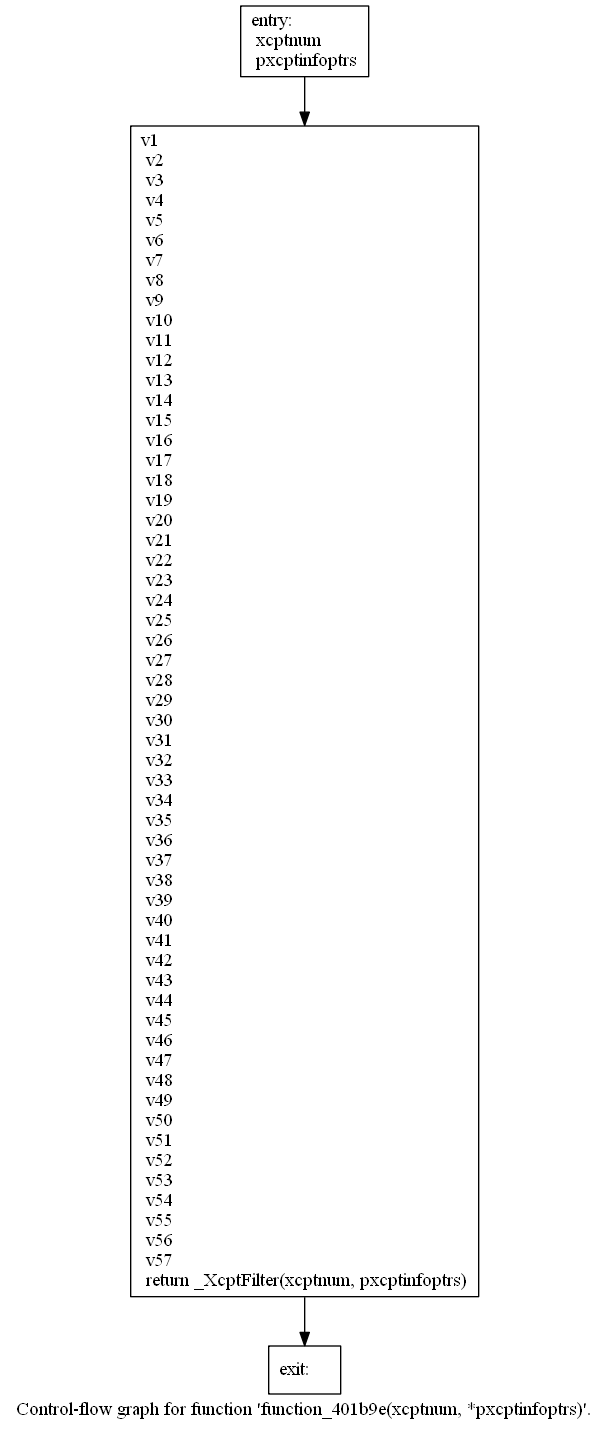 entry:
xcptnum
pxcptinfoptrs
v1
v2
v3
v4
v5
v6
v7
v8
v9
v10
v11
v12
v13
v14
v15
v16
v17
v18
v19
v20
v21
v22
v23
v24
v25
v26
v27
v28
v29
v30
v31
v32
v33
v34
v35
v36
v37
v38
v39
v40
v41
v42
v43
v44
v45
v46
v47
v48
v49
v50
v51
v52
v53
v54
v55
v56
v57
return _XcptFilter(xcptnum, pxcptinfoptrs)
exit:
Control-flow graph for function 'function_401b9e(xcptnum, *pxcptinfoptrs)'.